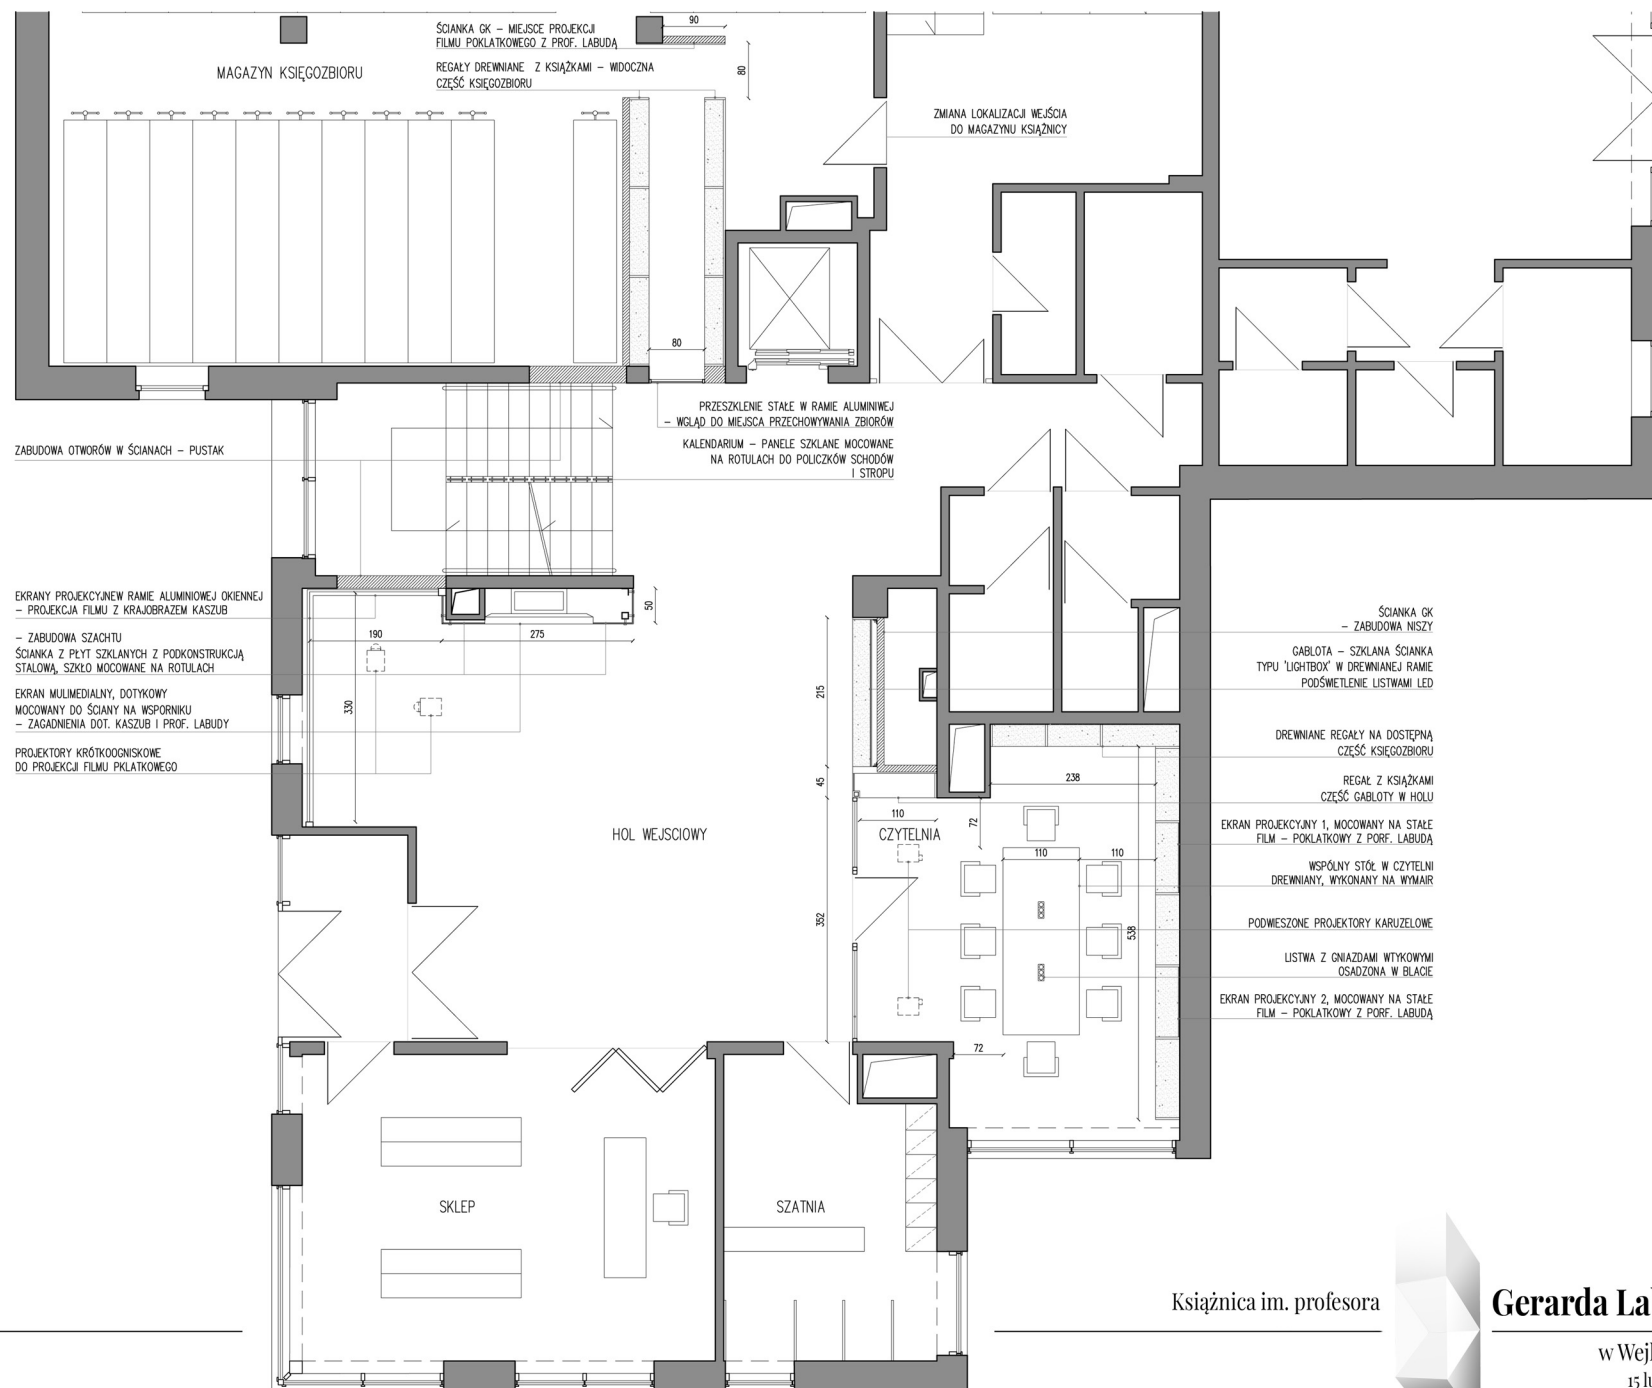 ŚCIANKA GK – MIEJSCE PROJEKCJI
FILMU POKLATKOWEGO Z PROF. LABUDĄ
90
REGAŁY DREWNIANE Z KSIĄŻKAMI – WIDOCZNA
CZĘŚĆ KSIĘGOZBIORU
80
MAGAZYN KSIĘGOZBIORU
ZMIANA LOKALIZACJI WEJŚCIA
DO MAGAZYNU KSIĄŻNICY
80
PRZESZKLENIE STAŁE W RAMIE ALUMINIWEJ
– WGLĄD DO MIEJSCA PRZECHOWYWANIA ZBIORÓW
KALENDARIUM – PANELE SZKLANE MOCOWANE
NA ROTULACH DO POLICZKÓW SCHODÓW
I STROPU
ZABUDOWA OTWORÓW W ŚCIANACH – PUSTAK
EKRANY PROJEKCYJNEW RAMIE ALUMINIOWEJ OKIENNEJ
– PROJEKCJA FILMU Z KRAJOBRAZEM KASZUB
– ZABUDOWA SZACHTU
ŚCIANKA Z PŁYT SZKLANYCH Z PODKONSTRUKCJĄ
STALOWĄ, SZKŁO MOCOWANE NA ROTULACH
EKRAN MULIMEDIALNY, DOTYKOWY
MOCOWANY DO ŚCIANY NA WSPORNIKU
– ZAGADNIENIA DOT. KASZUB I PROF. LABUDY
PROJEKTORY KRÓTKOOGNISKOWE
DO PROJEKCJI FILMU PKLATKOWEGO
190
275
50
330
215
45
352
HOL WEJSCIOWY
110
CZYTELNIA
72
238
110
110
538
72
ŚCIANKA GK
– ZABUDOWA NISZY
GABLOTA – SZKLANA ŚCIANKA
TYPU 'LIGHTBOX' W DREWNIANEJ RAMIE
PODŚWIETLENIE LISTWAMI LED
DREWNIANE REGAŁY NA DOSTĘPNĄ
CZĘŚĆ KSIĘGOZBIORU
REGAŁ Z KSIĄŻKAMI
CZĘŚĆ GABLOTY W HOLU
EKRAN PROJEKCYJNY 1, MOCOWANY NA STAŁE
FILM – POKLATKOWY Z PORF. LABUDĄ
WSPÓLNY STÓŁ W CZYTELNI
DREWNIANY, WYKONANY NA WYMAIR
PODWIESZONE PROJEKTORY KARUZELOWE
LISTWA Z GNIAZDAMI WTYKOWYMI
OSADZONA W BLACIE
EKRAN PROJEKCYJNY 2, MOCOWANY NA STAŁE
FILM – POKLATKOWY Z PORF. LABUDĄ
SKLEP
SZATNIA
Książnica im. profesora
Gerarda La
w Wej
15 l